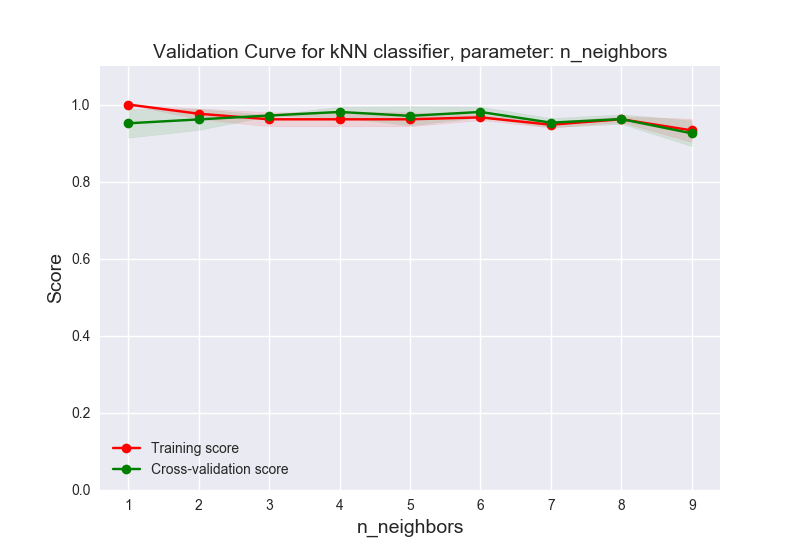 Validation Curve for kNN classifier, parameter: n_neighbors
1.0
0.8
0.6
0.4
0.2
0.0
Score
Training score
Cross-validation score
1 2 3 4 5 6 7 8 9
n_neighbors